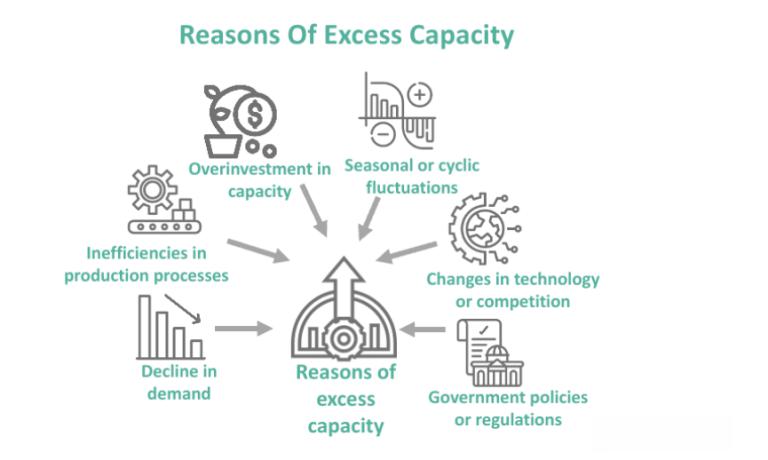 Reasons Of Excess Capacity
Overinvestment in
capacity
Seasonal or cyclic
fluctuations
Inefficiencies in
production processes
Changes in technology
or competition
Decline in
demand
Reasons of
excess
capacity
Government policies
or regulations